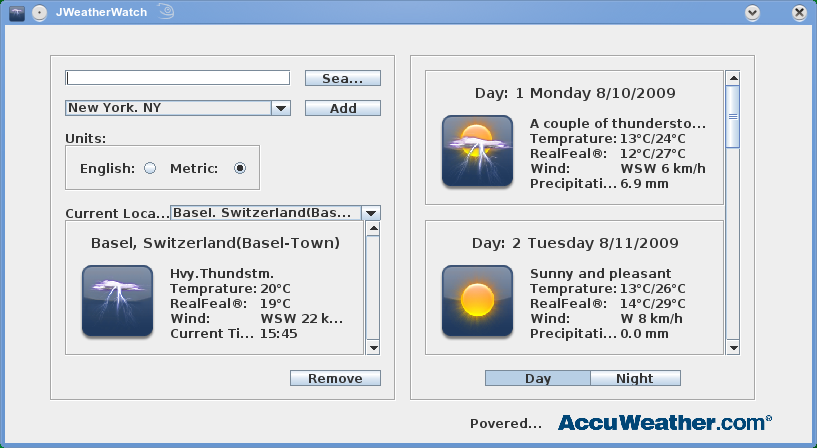 JWeatherWatch
Sea...
New York. NY
Add
Units:
English:
Metric:
Current Loca...
Basel. Switzerland(Bas...
Basel, Switzerland(Basel-Town)
Hvy.Thundstm.
Temprature: 20°C
RealFeal®: 19°C
Wind: WSW 22 k...
Current Ti... 15:45
Remove
Day: 1 Monday 8/10/2009
A couple of thundersto...
Temprature: 13°C/24°C
RealFeal®: 12°C/27°C
Wind: WSW 6 km/h
Precipitati... 6.9 mm
Day: 2 Tuesday 8/11/2009
Sunny and pleasant
Temprature: 13°C/26°C
RealFeal®: 14°C/29°C
Wind: W 8 km/h
Precipitati... 0.0 mm
Day
Night
Powered...
AccuWeather.com®